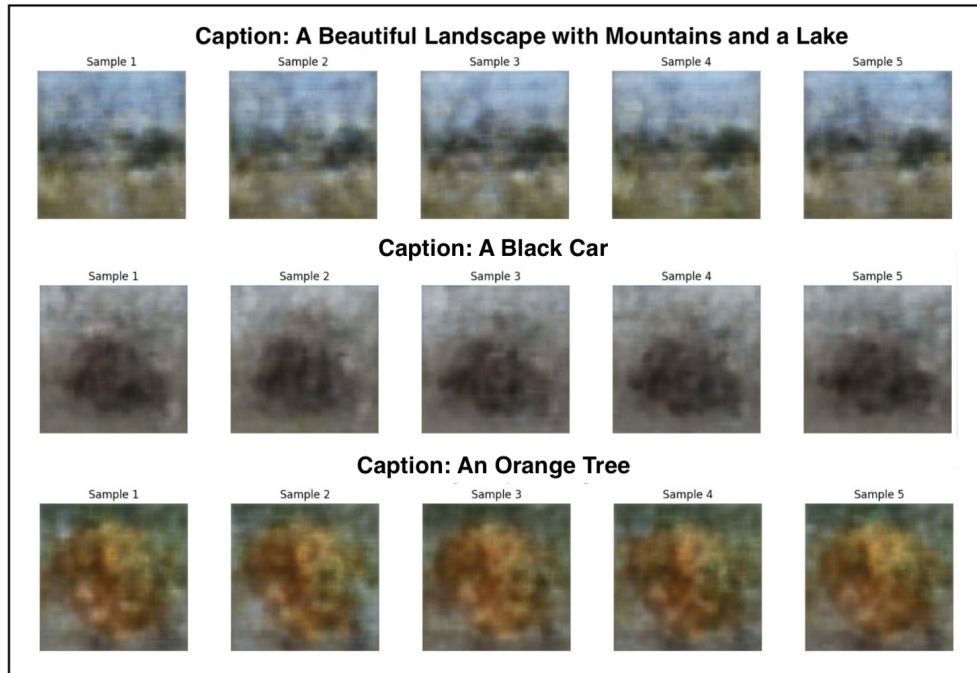 Caption: A Beautiful Landscape with Mountains and a Lake
Sample 1 Sample 2 Sample 3 Sample 4 Sample 5
Caption: A Black Car
Sample 1 Sample 2 Sample 3 Sample 4 Sample 5
Caption: An Orange Tree
Sample 1 Sample 2 Sample 3 Sample 4 Sample 5